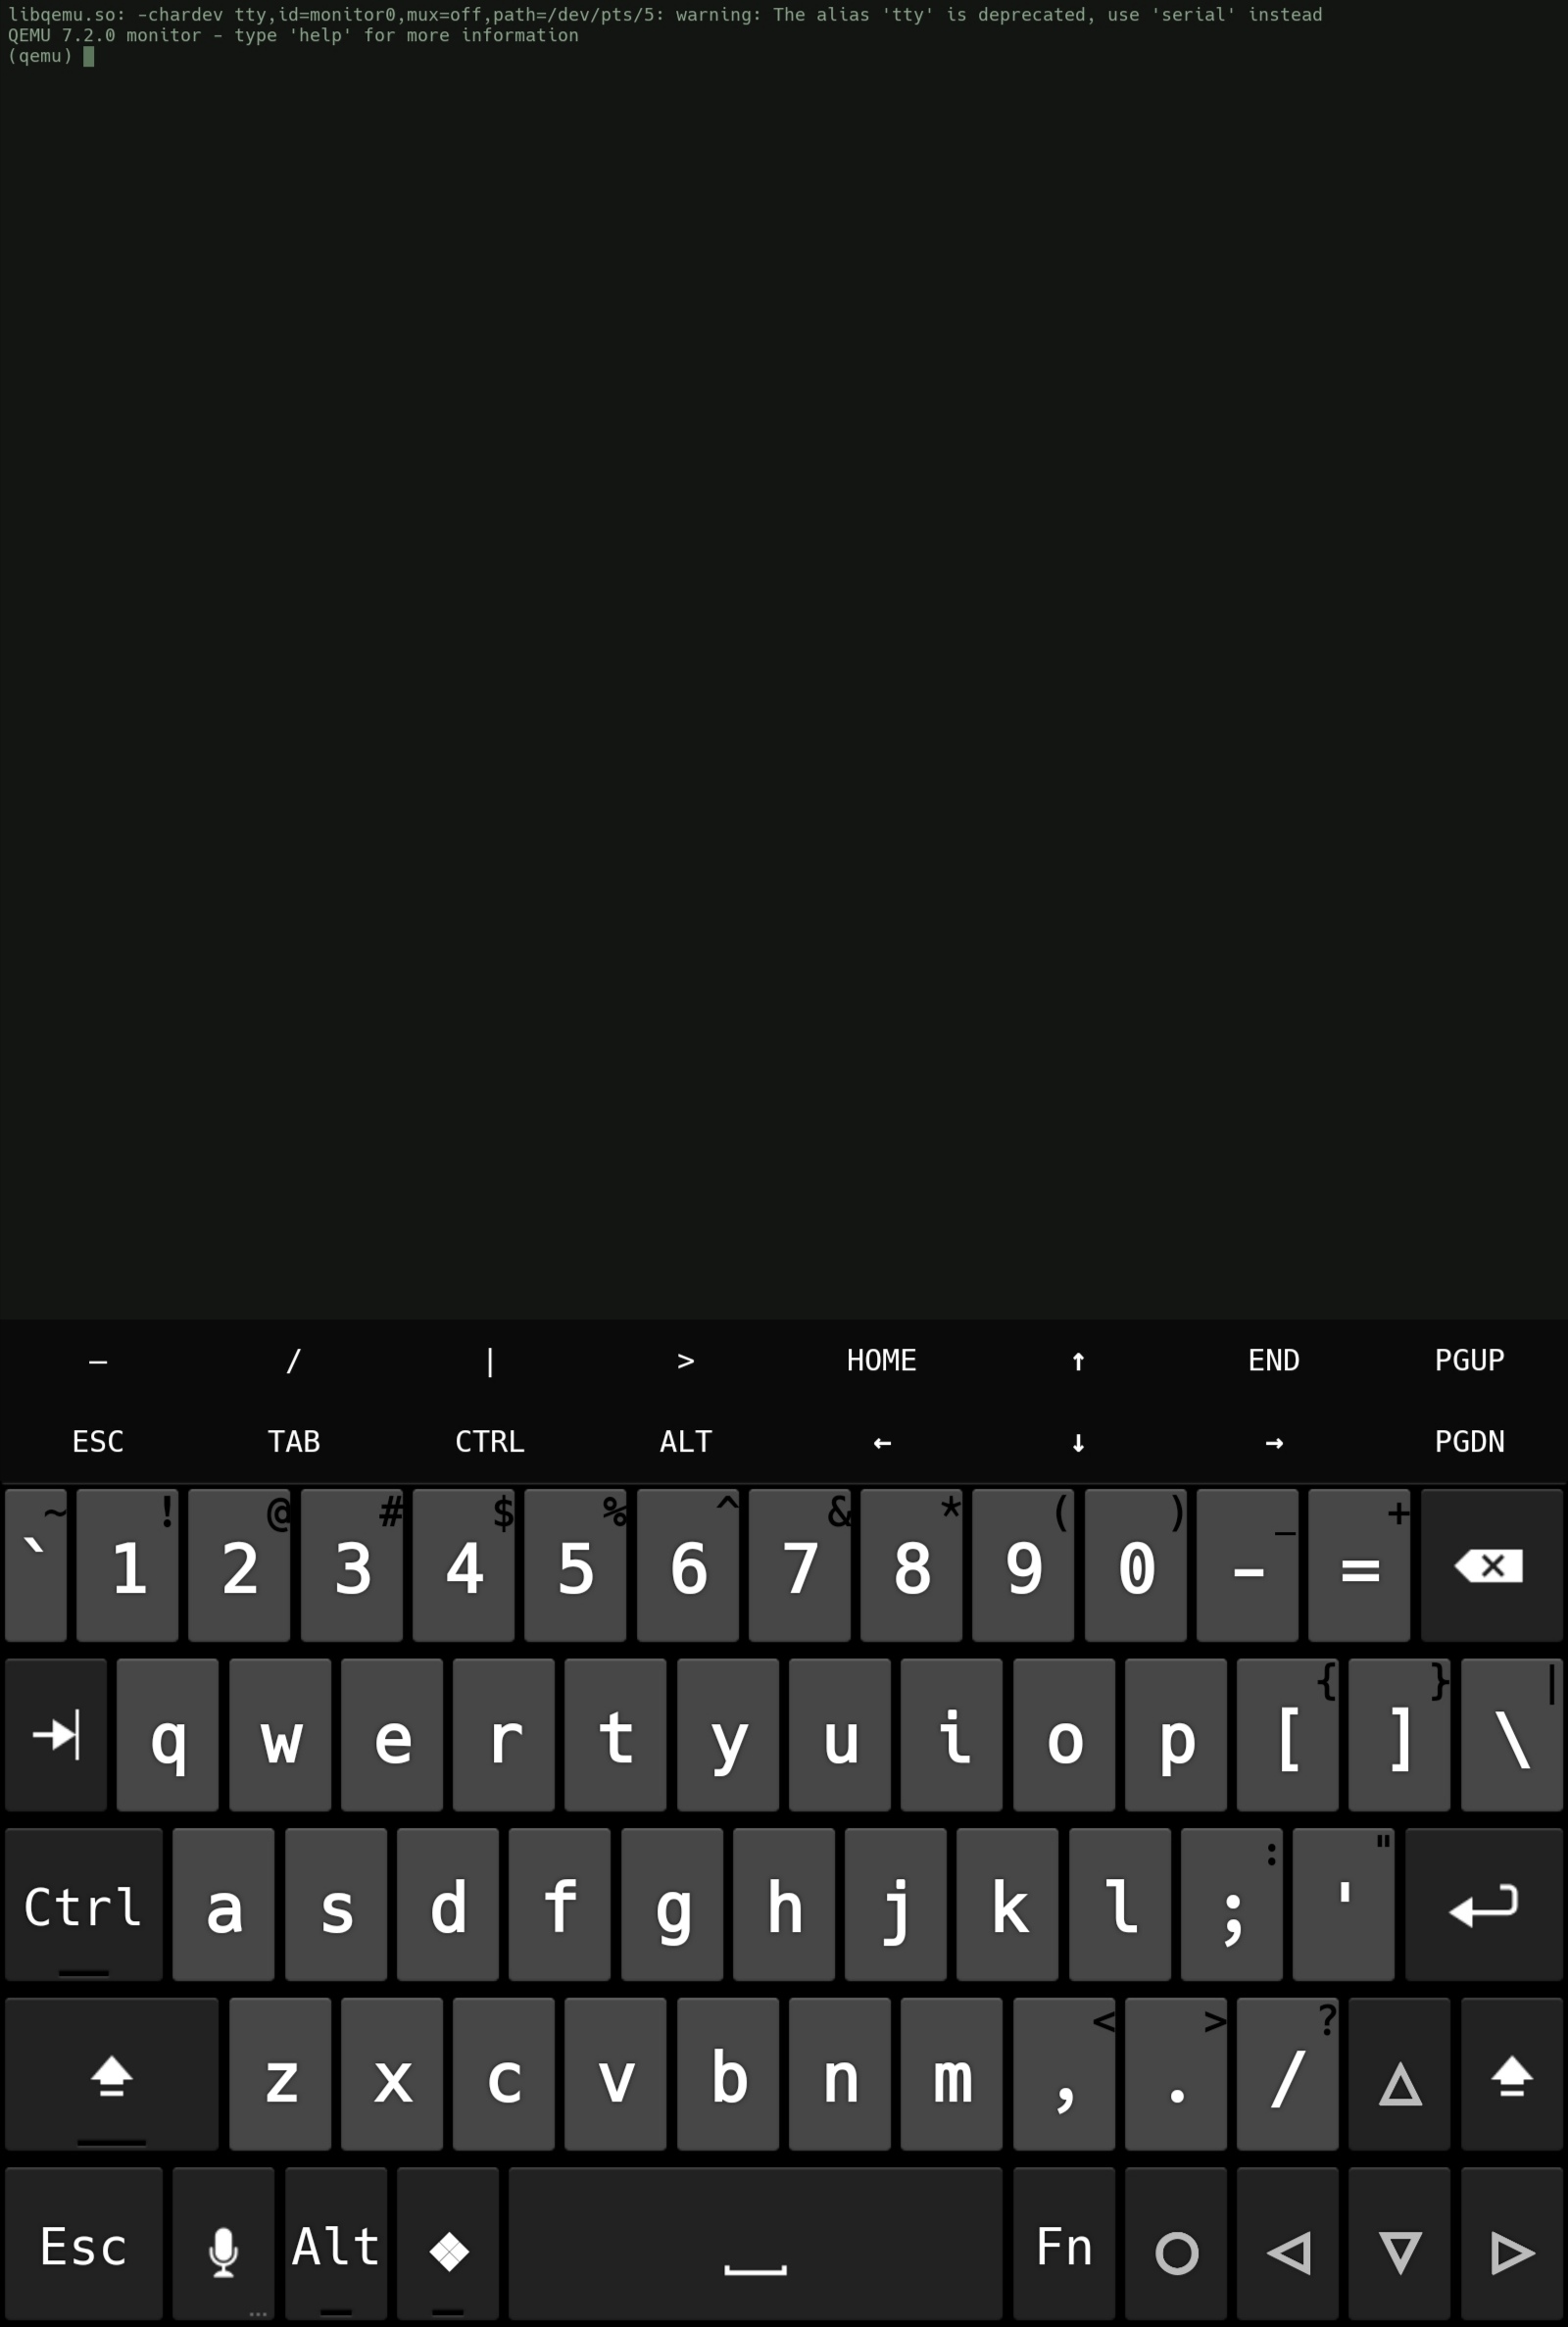 libqemu.so: -chardev tty,id=monitor0,mux=off,path=/dev/pts/5: warning: The alias 'tty' is deprecated, use 'serial' instead
QEMU 7.2.0 monitor - type 'help' for more information
(qemu)
― / | > HOME ↑ END PGUP
ESC TAB CTRL ALT ← ↓ → PGDN
~ ! @ # $ % ^ & * ( ) _ +
` 1 2 3 4 5 6 7 8 9 0 - =
{ } |
q w e r t y u i o p [ ] \
: "
Ctrl a s d f g h j k l ; '
< > ?
z x c v b n m , . /
Esc Alt Fn